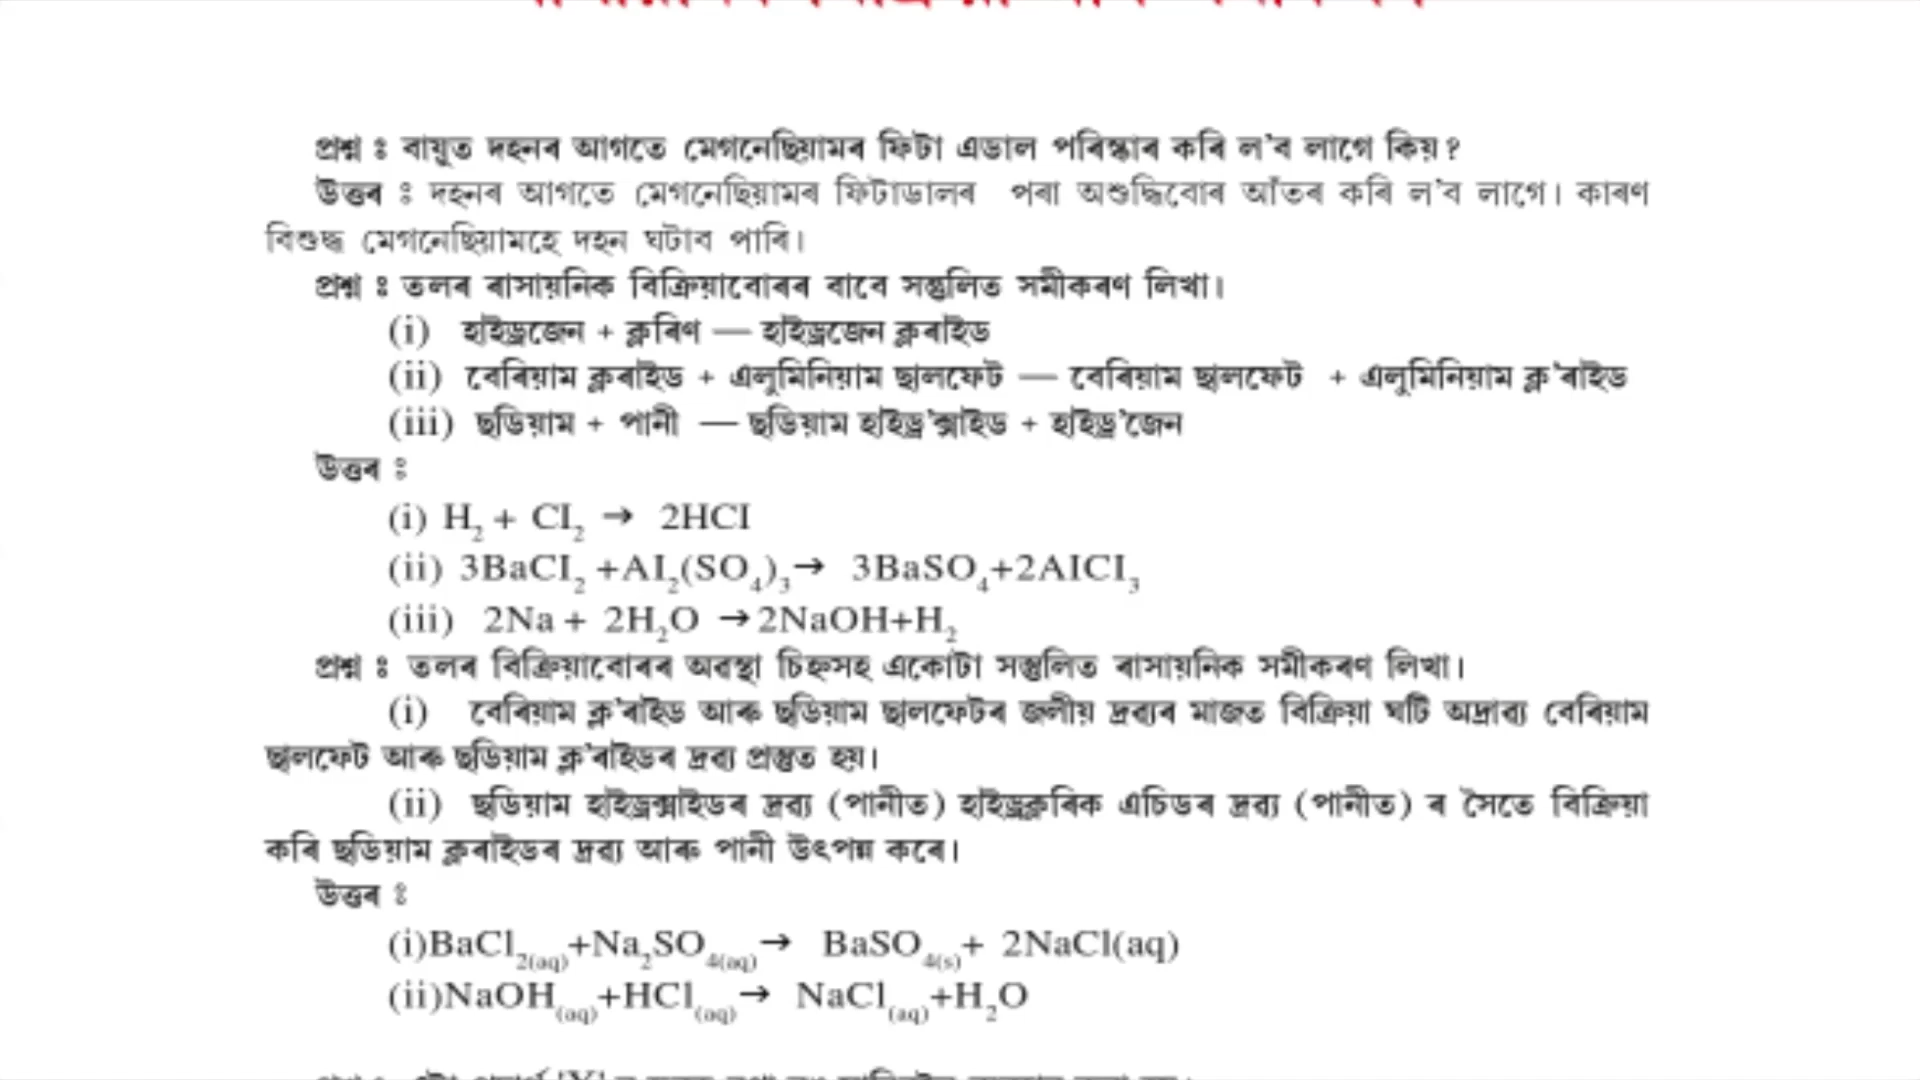 প্ৰশ্ন ঃ বায়ুত দহনৰ আগতে মেগনেছিয়ামৰ ফিটা এডাল পৰিষ্কাৰ কৰি ল'ব লাগে কিয়?
উত্তৰ ঃ দহনৰ আগতে মেগনেছিয়ামৰ ফিটাডালৰ পৰা অশুদ্ধিবোৰ আঁতৰ কৰি ল'ব লাগে। কাৰণ
বিশুদ্ধ মেগনেছিয়ামহে দহন ঘটাব পাৰি।
প্ৰশ্ন ঃ তলৰ ৰাসায়নিক বিক্ৰিয়াবোৰৰ বাবে সন্তুলিত সমীকৰণ লিখা।
(i) হাইড্ৰজেন + ক্লৰিণ — হাইড্ৰজেন ক্লৰাইড
(ii) বেৰিয়াম ক্লৰাইড + এলুমিনিয়াম ছালফেট — বেৰিয়াম ছালফেট + এলুমিনিয়াম ক্ল'ৰাইড
(iii) ছডিয়াম + পানী — ছডিয়াম হাইড্ৰ'ক্সাইড + হাইড্ৰ'জেন
উত্তৰ ঃ
(i) H₂ + CI₂ → 2HCI
(ii) 3BaCI₂ +AI₂(SO₄)₃→ 3BaSO₄+2AICI₃
(iii) 2Na + 2H₂O →2NaOH+H₂
প্ৰশ্ন ঃ তলৰ বিক্ৰিয়াবোৰৰ অৱস্থা চিহ্নসহ একোটা সন্তুলিত ৰাসায়নিক সমীকৰণ লিখা।
(i) বেৰিয়াম ক্ল'ৰাইড আৰু ছডিয়াম ছালফেটৰ জলীয় দ্ৰৱ্যৰ মাজত বিক্ৰিয়া ঘটি অদ্ৰাৱ্য বেৰিয়াম
ছালফেট আৰু ছডিয়াম ক্ল'ৰাইডৰ দ্ৰৱ্য প্ৰস্তুত হয়।
(ii) ছডিয়াম হাইড্ৰক্সাইডৰ দ্ৰৱ্য (পানীত) হাইড্ৰক্লৰিক এচিডৰ দ্ৰৱ্য (পানীত) ৰ সৈতে বিক্ৰিয়া
কৰি ছডিয়াম ক্লৰাইডৰ দ্ৰৱ্য আৰু পানী উৎপন্ন কৰে।
উত্তৰ ঃ
(i)BaCl₂(aq)+Na₂SO₄(aq)→ BaSO₄(s)+ 2NaCl(aq)
(ii)NaOH(aq)+HCl(aq)→ NaCl(aq)+H₂O